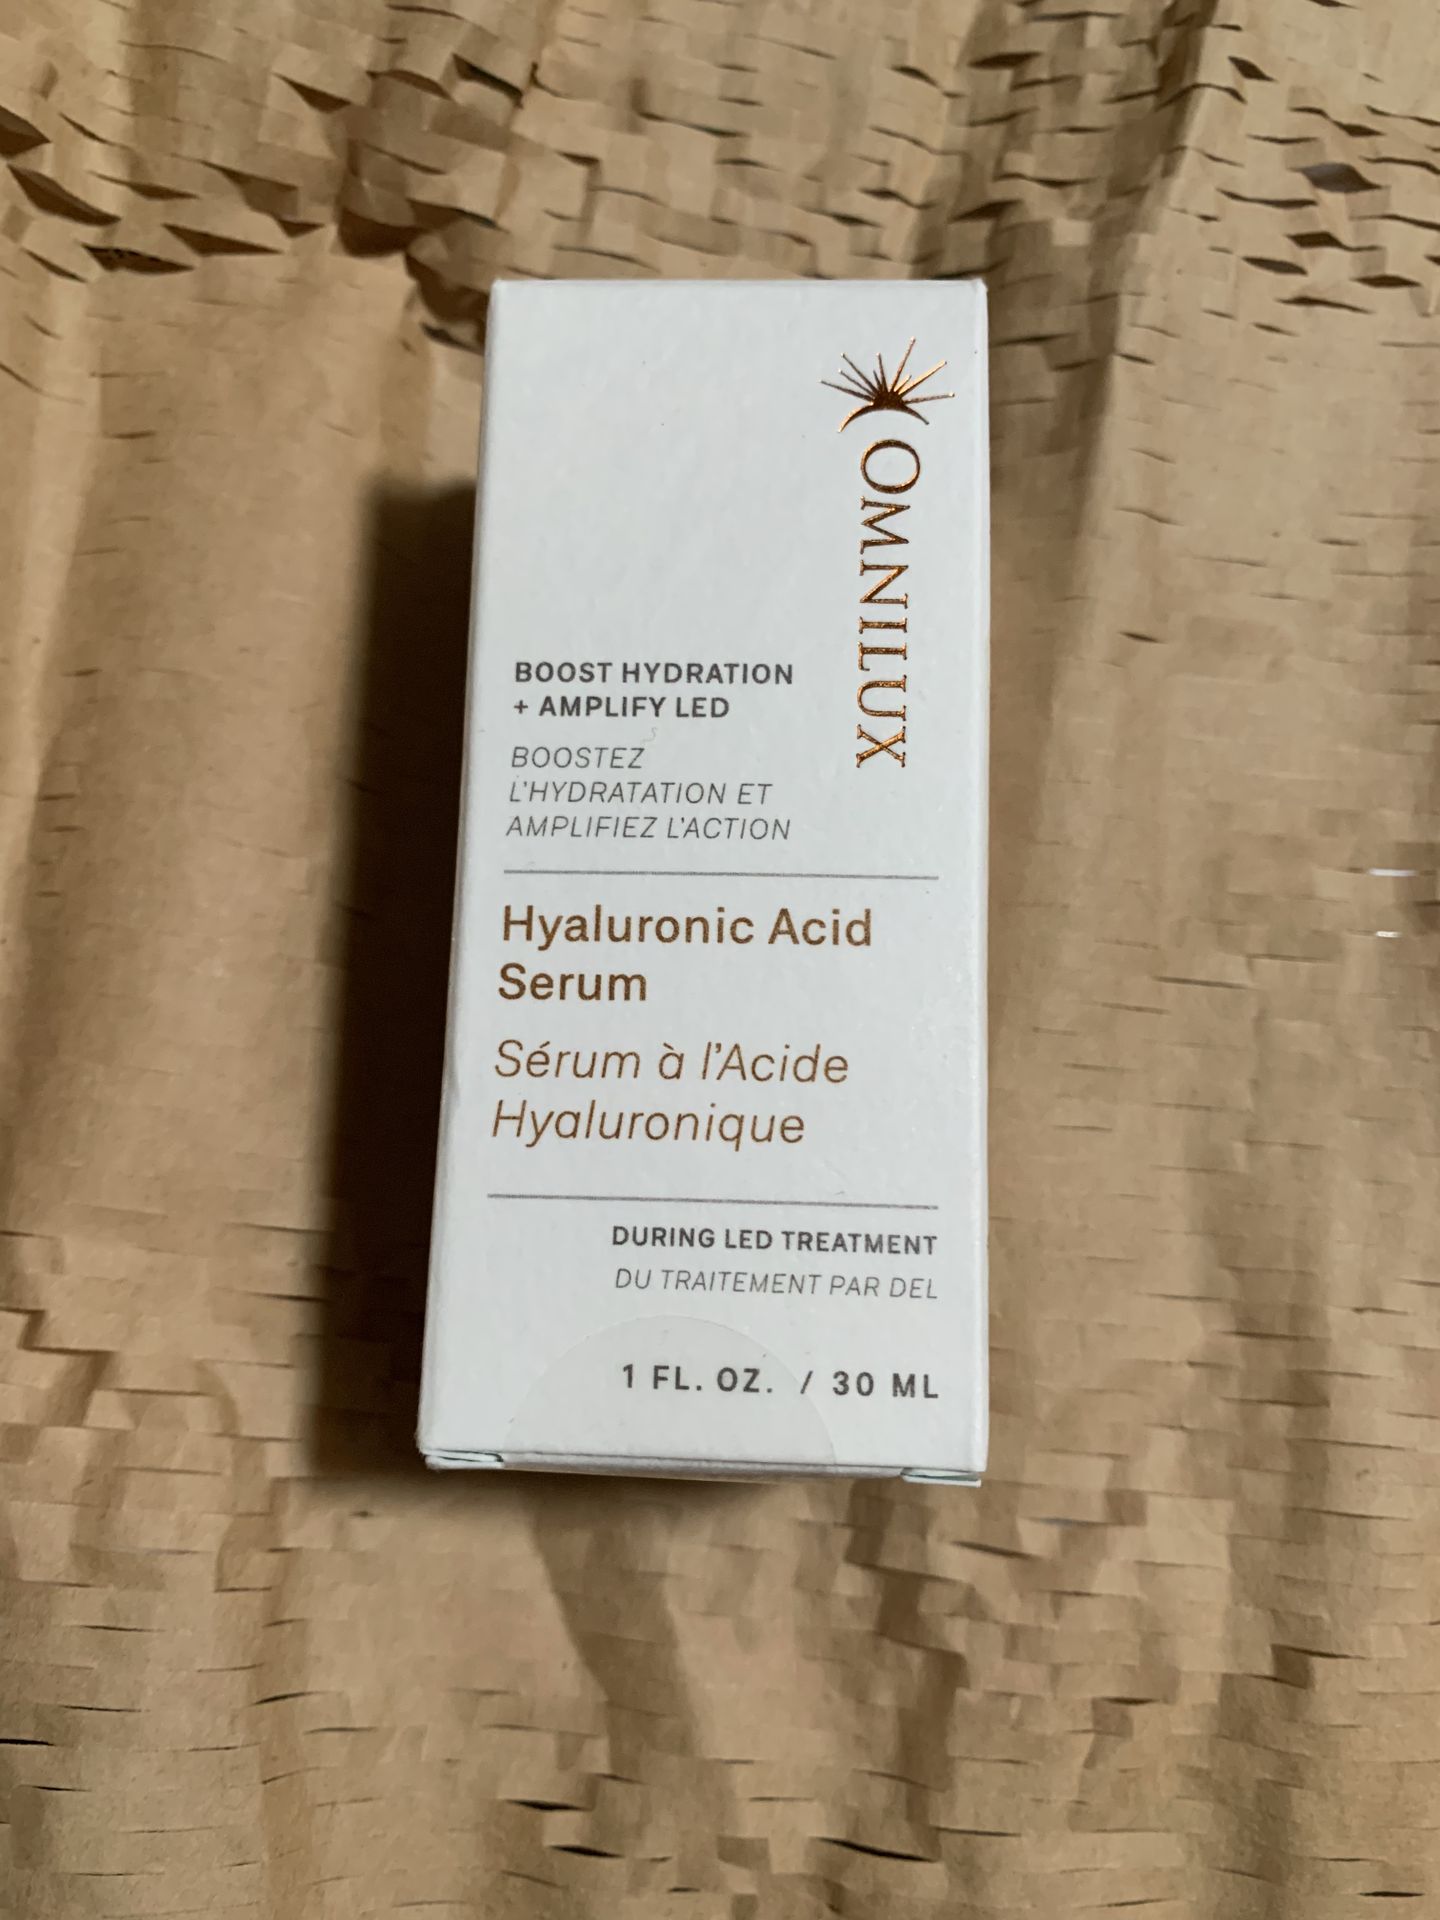 OMNILUX
BOOST HYDRATION
+ AMPLIFY LED
BOOSTEZ
L'HYDRATATION ET
AMPLIFIEZ L'ACTION
Hyaluronic Acid
Serum
Sérum à l'Acide
Hyaluronique
DURING LED TREATMENT
DU TRAITEMENT PAR DEL
1 FL. OZ. / 30 ML